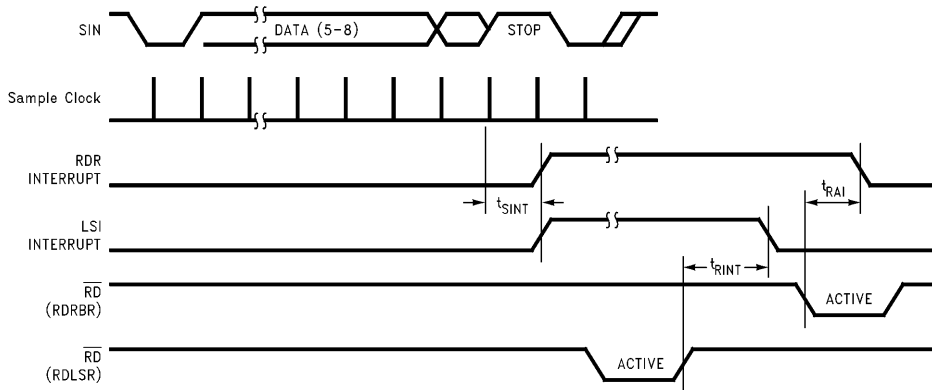 SIN
DATA (5-8)
STOP
Sample Clock
RDR
INTERRUPT
tSINT
tRAI
LSI
INTERRUPT
tRINT
RD
(RDRBR)
ACTIVE
RD
(RDLSR)
ACTIVE